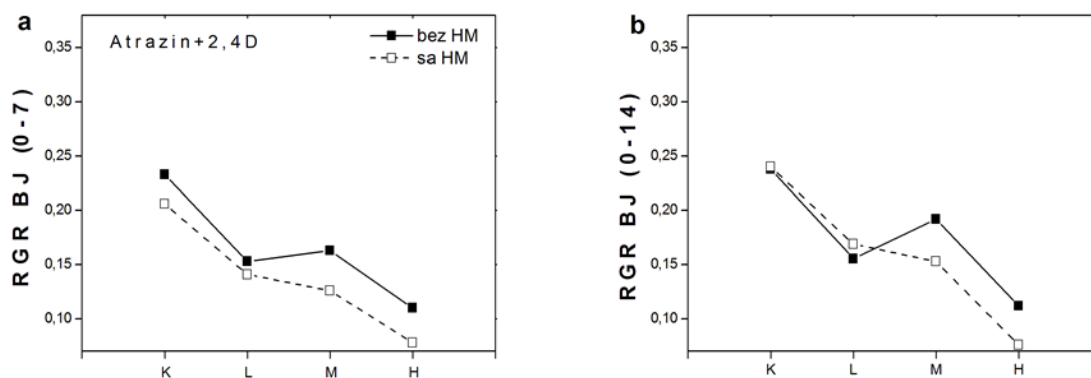 a
Atrazin+2,4D
bez HM
sa HM
RGR BJ (0-7)
0,35
0,30
0,25
0,20
0,15
0,10
K L M H
b
RGR BJ (0-14)
0,35
0,30
0,25
0,20
0,15
0,10
K L M H